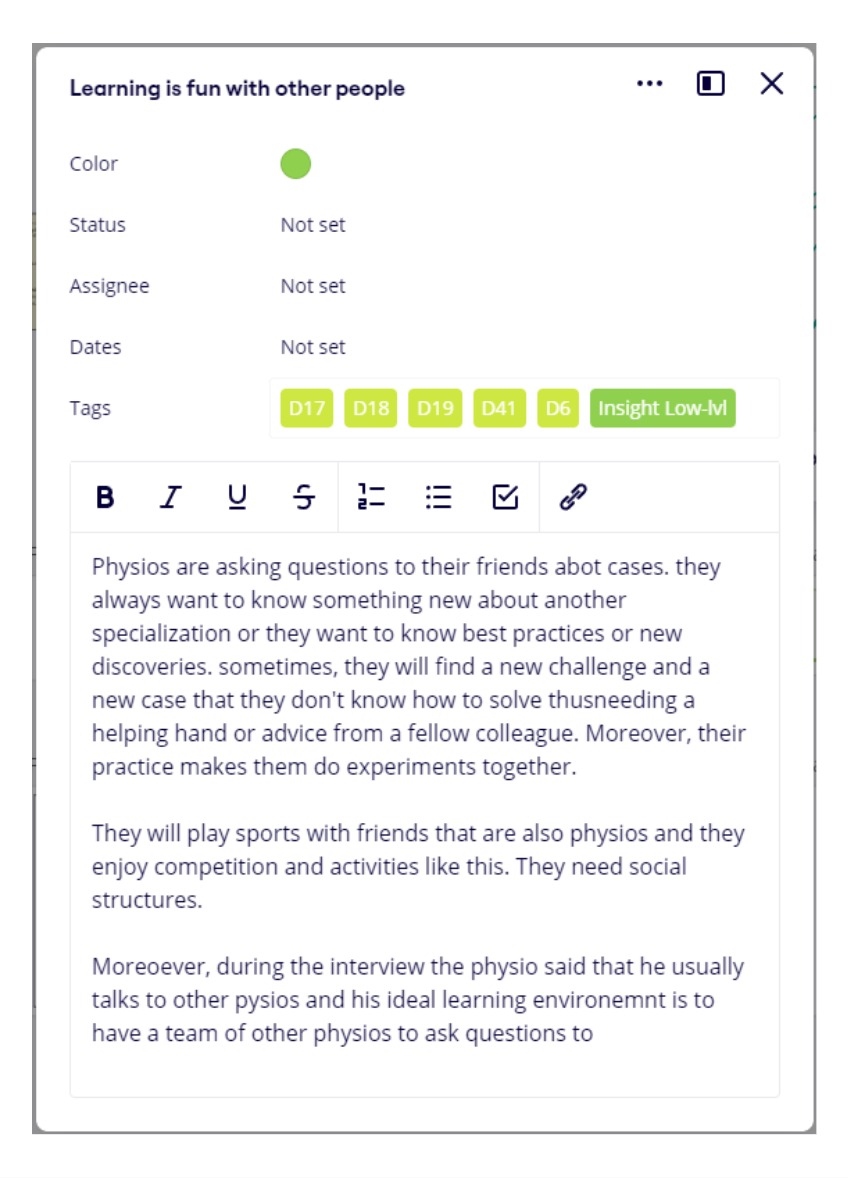 Learning is fun with other people
Color
Status Not set
Assignee Not set
Dates Not set
Tags D17 D18 D19 D41 D6 Insight Low-lvl
B I U S
Physios are asking questions to their friends abot cases. they
always want to know something new about another
specialization or they want to know best practices or new
discoveries. sometimes, they will find a new challenge and a
new case that they don't know how to solve thusneeding a
helping hand or advice from a fellow colleague. Moreover, their
practice makes them do experiments together.
They will play sports with friends that are also physios and they
enjoy competition and activities like this. They need social
structures.
Moreoever, during the interview the physio said that he usually
talks to other pysios and his ideal learning environemnt is to
have a team of other physios to ask questions to